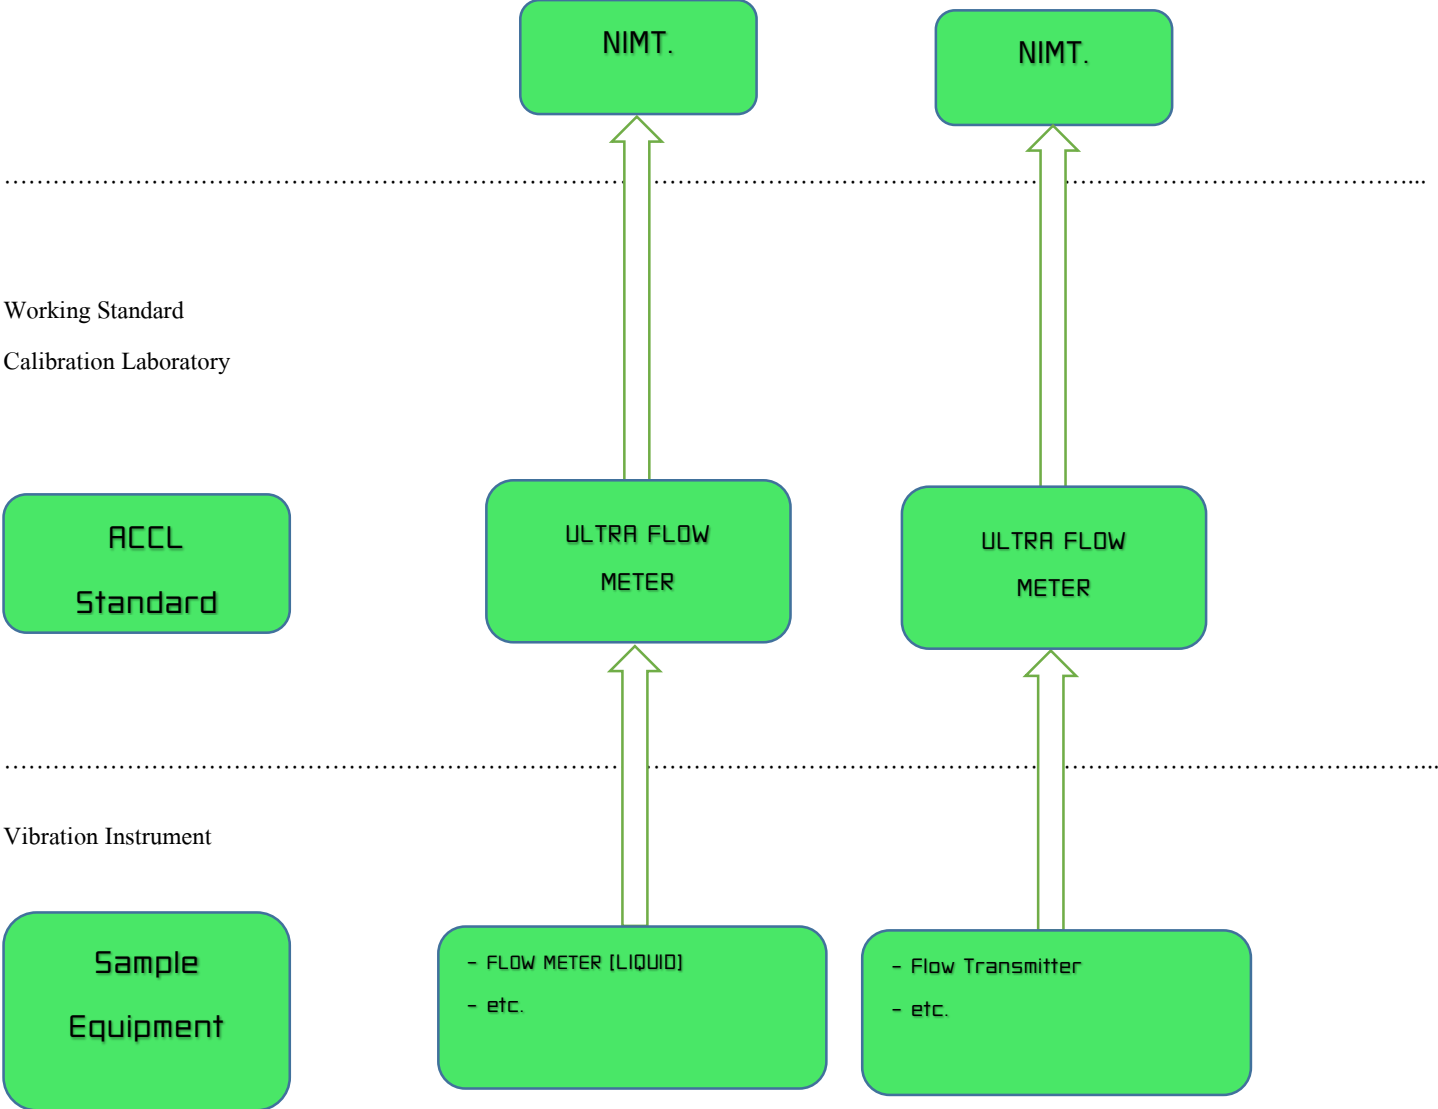 NIMT.
NIMT.
Working Standard
Calibration Laboratory
ACCL
Standard
ULTRA FLOW
METER
ULTRA FLOW
METER
Vibration Instrument
Sample
Equipment
- FLOW METER [LIQUID]
- etc.
- Flow Transmitter
- etc.